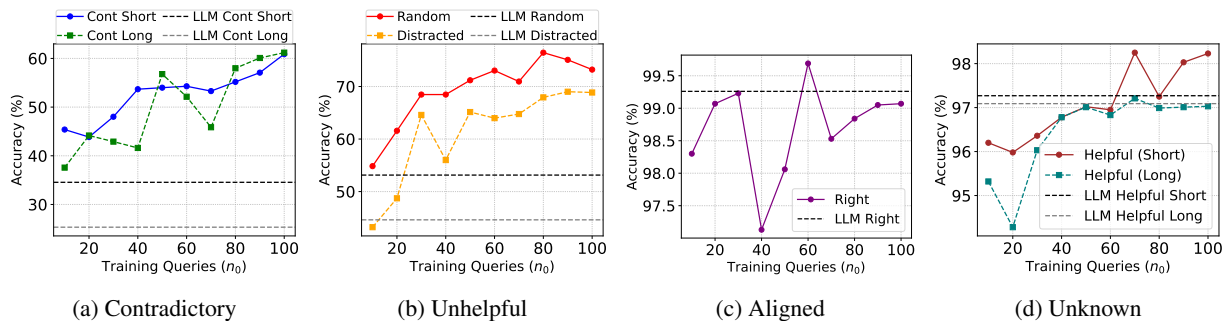 Cont Short
Cont Long
LLM Cont Short
LLM Cont Long
60
50
40
30
Accuracy (%)
20 40 60 80 100
Training Queries (n₀)
(a) Contradictory
Random
Distracted
LLM Random
LLM Distracted
70
60
50
Accuracy (%)
20 40 60 80 100
Training Queries (n₀)
(b) Unhelpful
99.5
99.0
98.5
98.0
97.5
Accuracy (%)
Right
LLM Right
20 40 60 80 100
Training Queries (n₀)
(c) Aligned
98
97
96
95
Accuracy (%)
Helpful (Short)
Helpful (Long)
LLM Helpful Short
LLM Helpful Long
20 40 60 80 100
Training Queries (n₀)
(d) Unknown